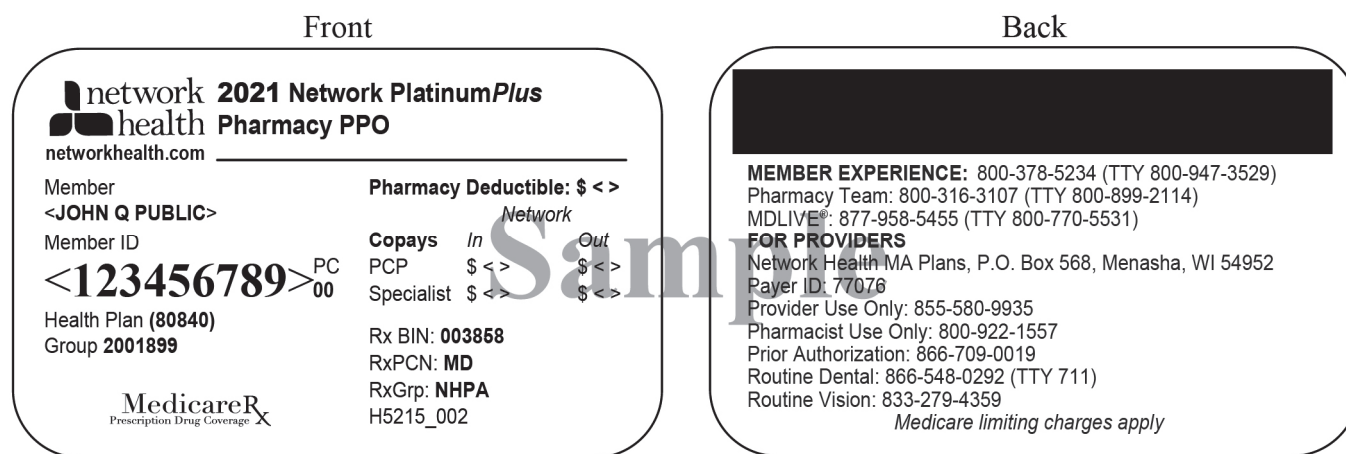 Front
network health
networkhealth.com
2021 Network PlatinumPlus
Pharmacy PPO
Member
<JOHN Q PUBLIC>
Member ID
<123456789> PC 00
Health Plan (80840)
Group 2001899
MedicareRx
Prescription Drug Coverage
Pharmacy Deductible: $ < >
Network
Copays In Out
PCP $ < > $ < >
Specialist $ < > $ < >
Rx BIN: 003858
RxPCN: MD
RxGrp: NHPA
H5215_002
Sample
Back
MEMBER EXPERIENCE: 800-378-5234 (TTY 800-947-3529)
Pharmacy Team: 800-316-3107 (TTY 800-899-2114)
MDLIVE®: 877-958-5455 (TTY 800-770-5531)
FOR PROVIDERS
Network Health MA Plans, P.O. Box 568, Menasha, WI 54952
Payer ID: 77076
Provider Use Only: 855-580-9935
Pharmacist Use Only: 800-922-1557
Prior Authorization: 866-709-0019
Routine Dental: 866-548-0292 (TTY 711)
Routine Vision: 833-279-4359
Medicare limiting charges apply